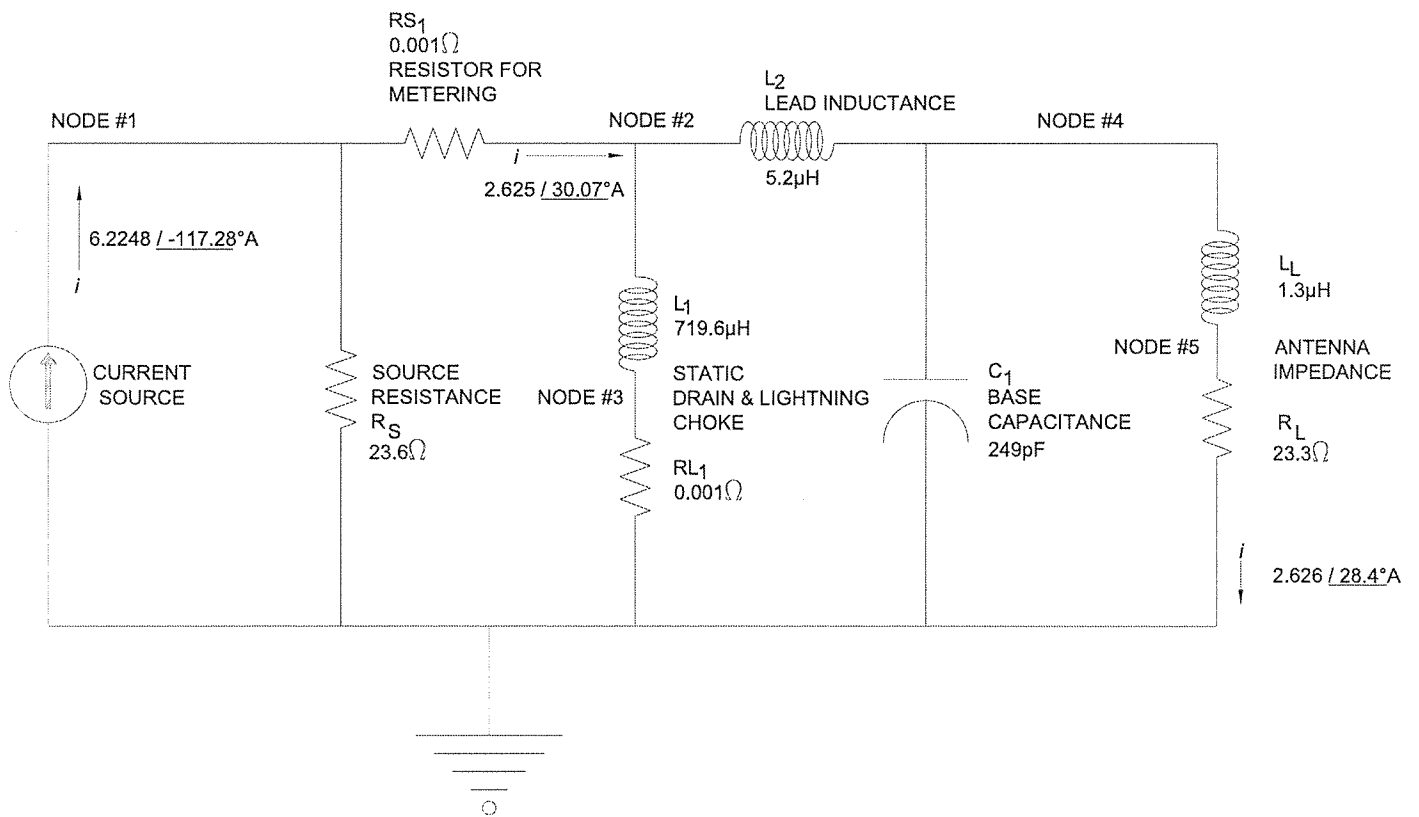 RS1
0.001Ω
RESISTOR FOR
METERING
L2
LEAD INDUCTANCE
NODE #1
NODE #2
NODE #4
i
2.625 / 30.07°A
5.2µH
6.2248 / -117.28°A
i
LL
1.3µH
L1
719.6µH
NODE #5
ANTENNA
IMPEDANCE
CURRENT
SOURCE
SOURCE
RESISTANCE
RS
23.6Ω
NODE #3
STATIC
DRAIN & LIGHTNING
CHOKE
C1
BASE
CAPACITANCE
249pF
RL
23.3Ω
RL1
0.001Ω
i
2.626 / 28.4°A